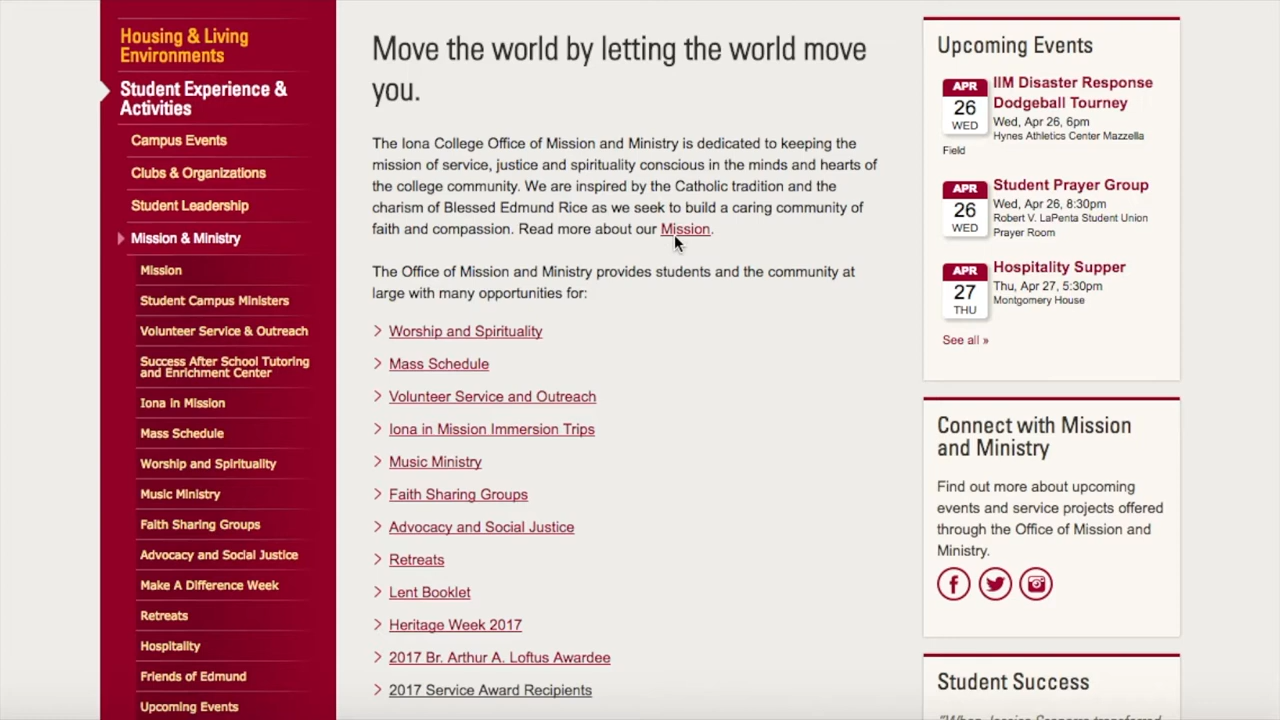 Housing & Living
Environments
Student Experience &
Activities
Campus Events
Clubs & Organizations
Student Leadership
Mission & Ministry
Mission
Student Campus Ministers
Volunteer Service & Outreach
Success After School Tutoring
and Enrichment Center
Iona in Mission
Mass Schedule
Worship and Spirituality
Music Ministry
Faith Sharing Groups
Advocacy and Social Justice
Make A Difference Week
Retreats
Hospitality
Friends of Edmund
Upcoming Events
Move the world by letting the world move
you.
The Iona College Office of Mission and Ministry is dedicated to keeping the
mission of service, justice and spirituality conscious in the minds and hearts of
the college community. We are inspired by the Catholic tradition and the
charism of Blessed Edmund Rice as we seek to build a caring community of
faith and compassion. Read more about our Mission.
The Office of Mission and Ministry provides students and the community at
large with many opportunities for:
Worship and Spirituality
Mass Schedule
Volunteer Service and Outreach
Iona in Mission Immersion Trips
Music Ministry
Faith Sharing Groups
Advocacy and Social Justice
Retreats
Lent Booklet
Heritage Week 2017
2017 Br. Arthur A. Loftus Awardee
2017 Service Award Recipients
Upcoming Events
APR
26
WED
IIM Disaster Response
Dodgeball Tourney
Wed, Apr 26, 6pm
Hynes Athletics Center Mazzella
Field
APR
26
WED
Student Prayer Group
Wed, Apr 26, 8:30pm
Robert V. LaPenta Student Union
Prayer Room
APR
27
THU
Hospitality Supper
Thu, Apr 27, 5:30pm
Montgomery House
See all »
Connect with Mission
and Ministry
Find out more about upcoming
events and service projects offered
through the Office of Mission and
Ministry.
Student Success